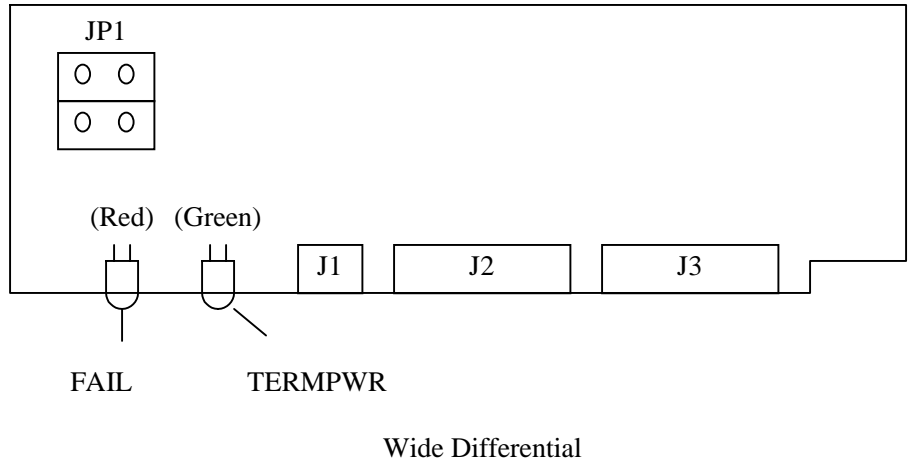 JP1
(Red) (Green)
J1 J2 J3
FAIL TERMPWR
Wide Differential